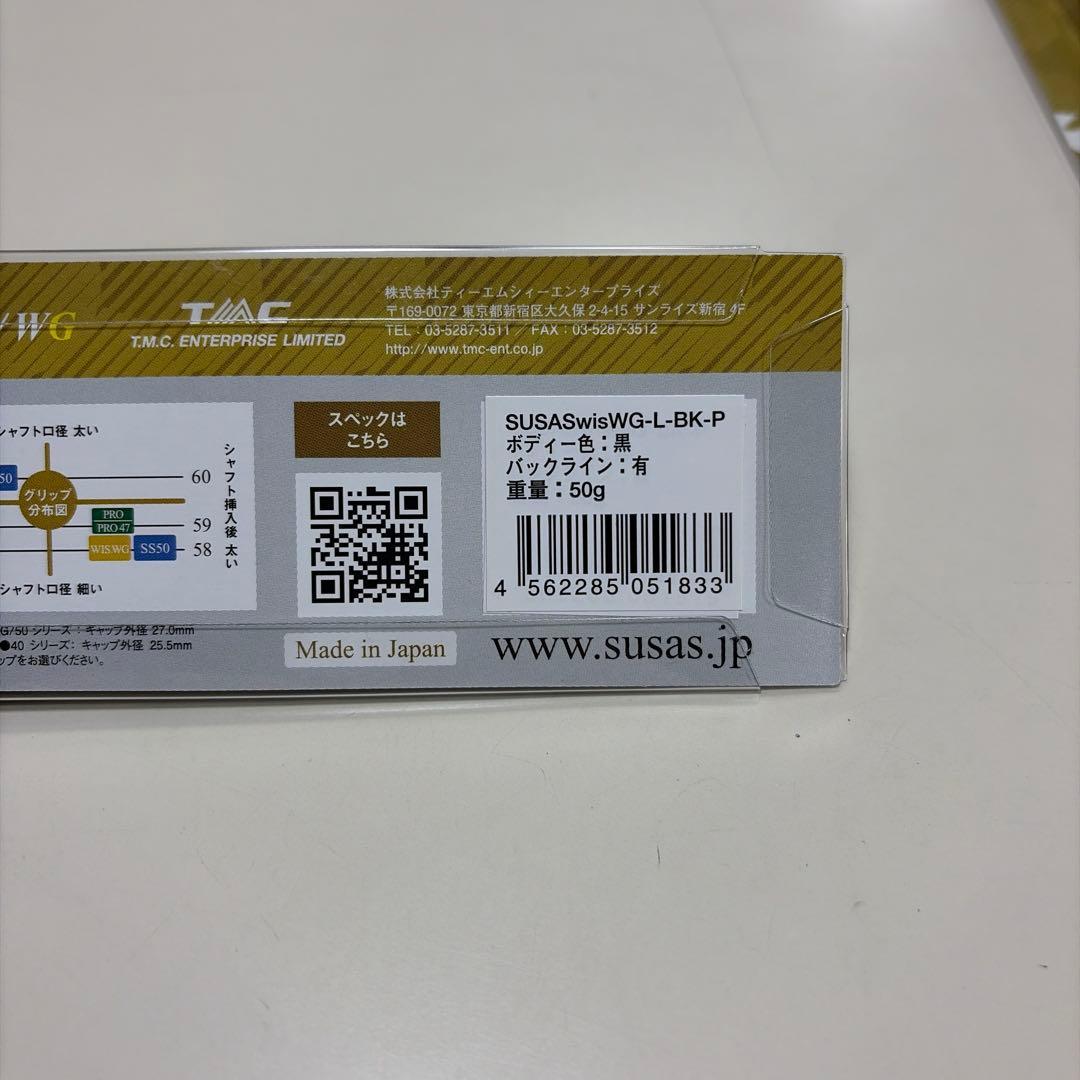 WG
TMC
T.M.C. ENTERPRISE LIMITED
株式会社ティーエムシィーエンタープライズ
〒169-0072 東京都新宿区大久保 2-4-15 サンライズ新宿 4F
TEL：03-5287-3511 ／ FAX：03-5287-3512
http://www.tmc-ent.co.jp
シャフト口径 太い
50
グリップ
分布図
60
PRO
PRO 47
59
WIS.WG
SS50
58
シャフト挿入後 太い
シャフト口径 細い
スペックは
こちら
SUSASwisWG-L-BK-P
ボディー色：黒
バックライン：有
重量：50g
4 562285 051833
G/50 シリーズ：キャップ外径 27.0mm
●40 シリーズ：キャップ外径 25.5mm
ップをお選びください。
Made in Japan
www.susas.jp